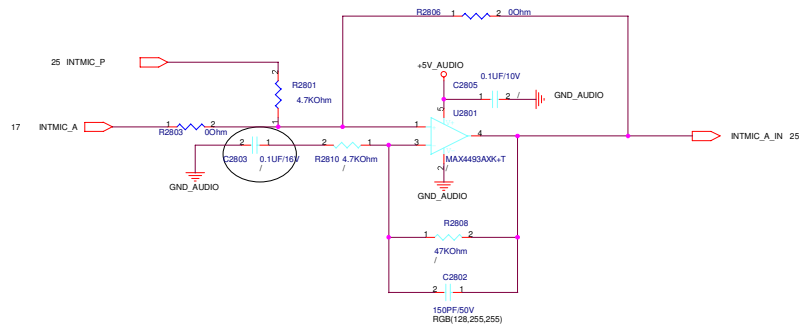 R2806
1
2
0Ohm
25 INTMIC_P
2
R2801
4.7KOhm
1
+5V_AUDIO
C2805
0.1UF/10V
1
2
/
GND_AUDIO
5
U2801
17 INTMIC_A
1
2
R2803
0Ohm
1
4
INTMIC_A_IN 25
2
1
C2803
0.1UF/16V
/
2
1
R2810 4.7KOhm
/
3
MAX4493AXK+T
/
2
GND_AUDIO
GND_AUDIO
R2808
1
2
47KOhm
/
C2802
2
1
150PF/50V
RGB(128,255,255)